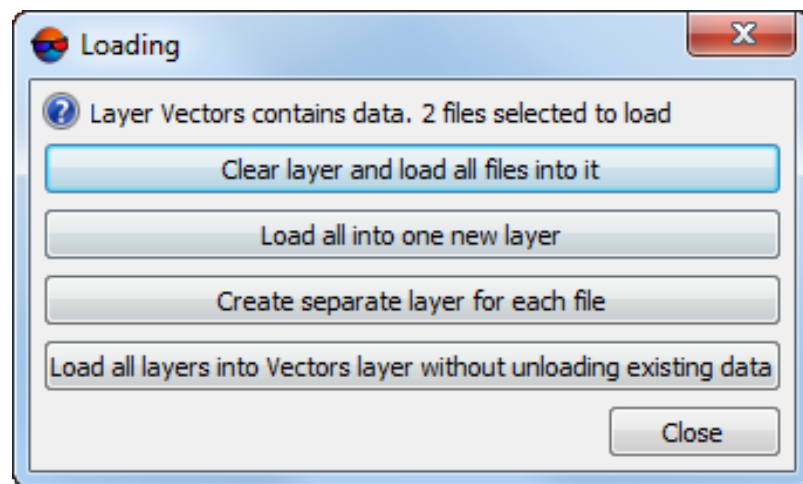 Loading
Layer Vectors contains data. 2 files selected to load
Clear layer and load all files into it
Load all into one new layer
Create separate layer for each file
Load all layers into Vectors layer without unloading existing data
Close